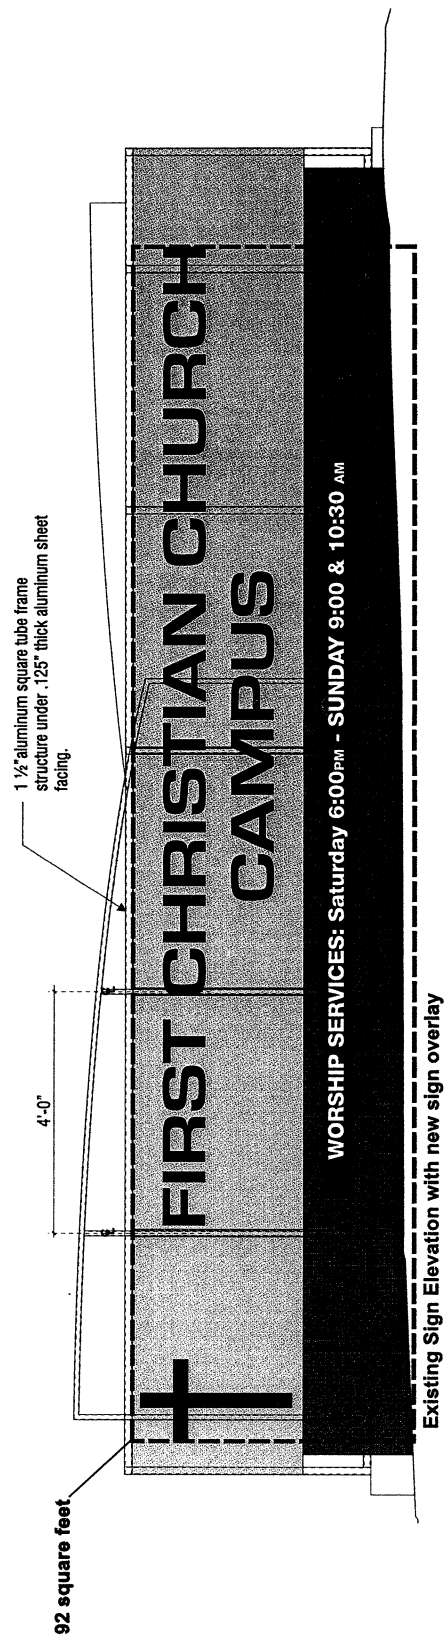 1 ½"aluminum square tube frame
structure under .125" thick aluminum sheet
facing.
4'-0"
92 square feet
FIRST CHRISTIAN CHURCH
CAMPUS
WORSHIP SERVICES: Saturday 6:00PM - SUNDAY 9:00 & 10:30 AM
Existing Sign Elevation with new sign overlay